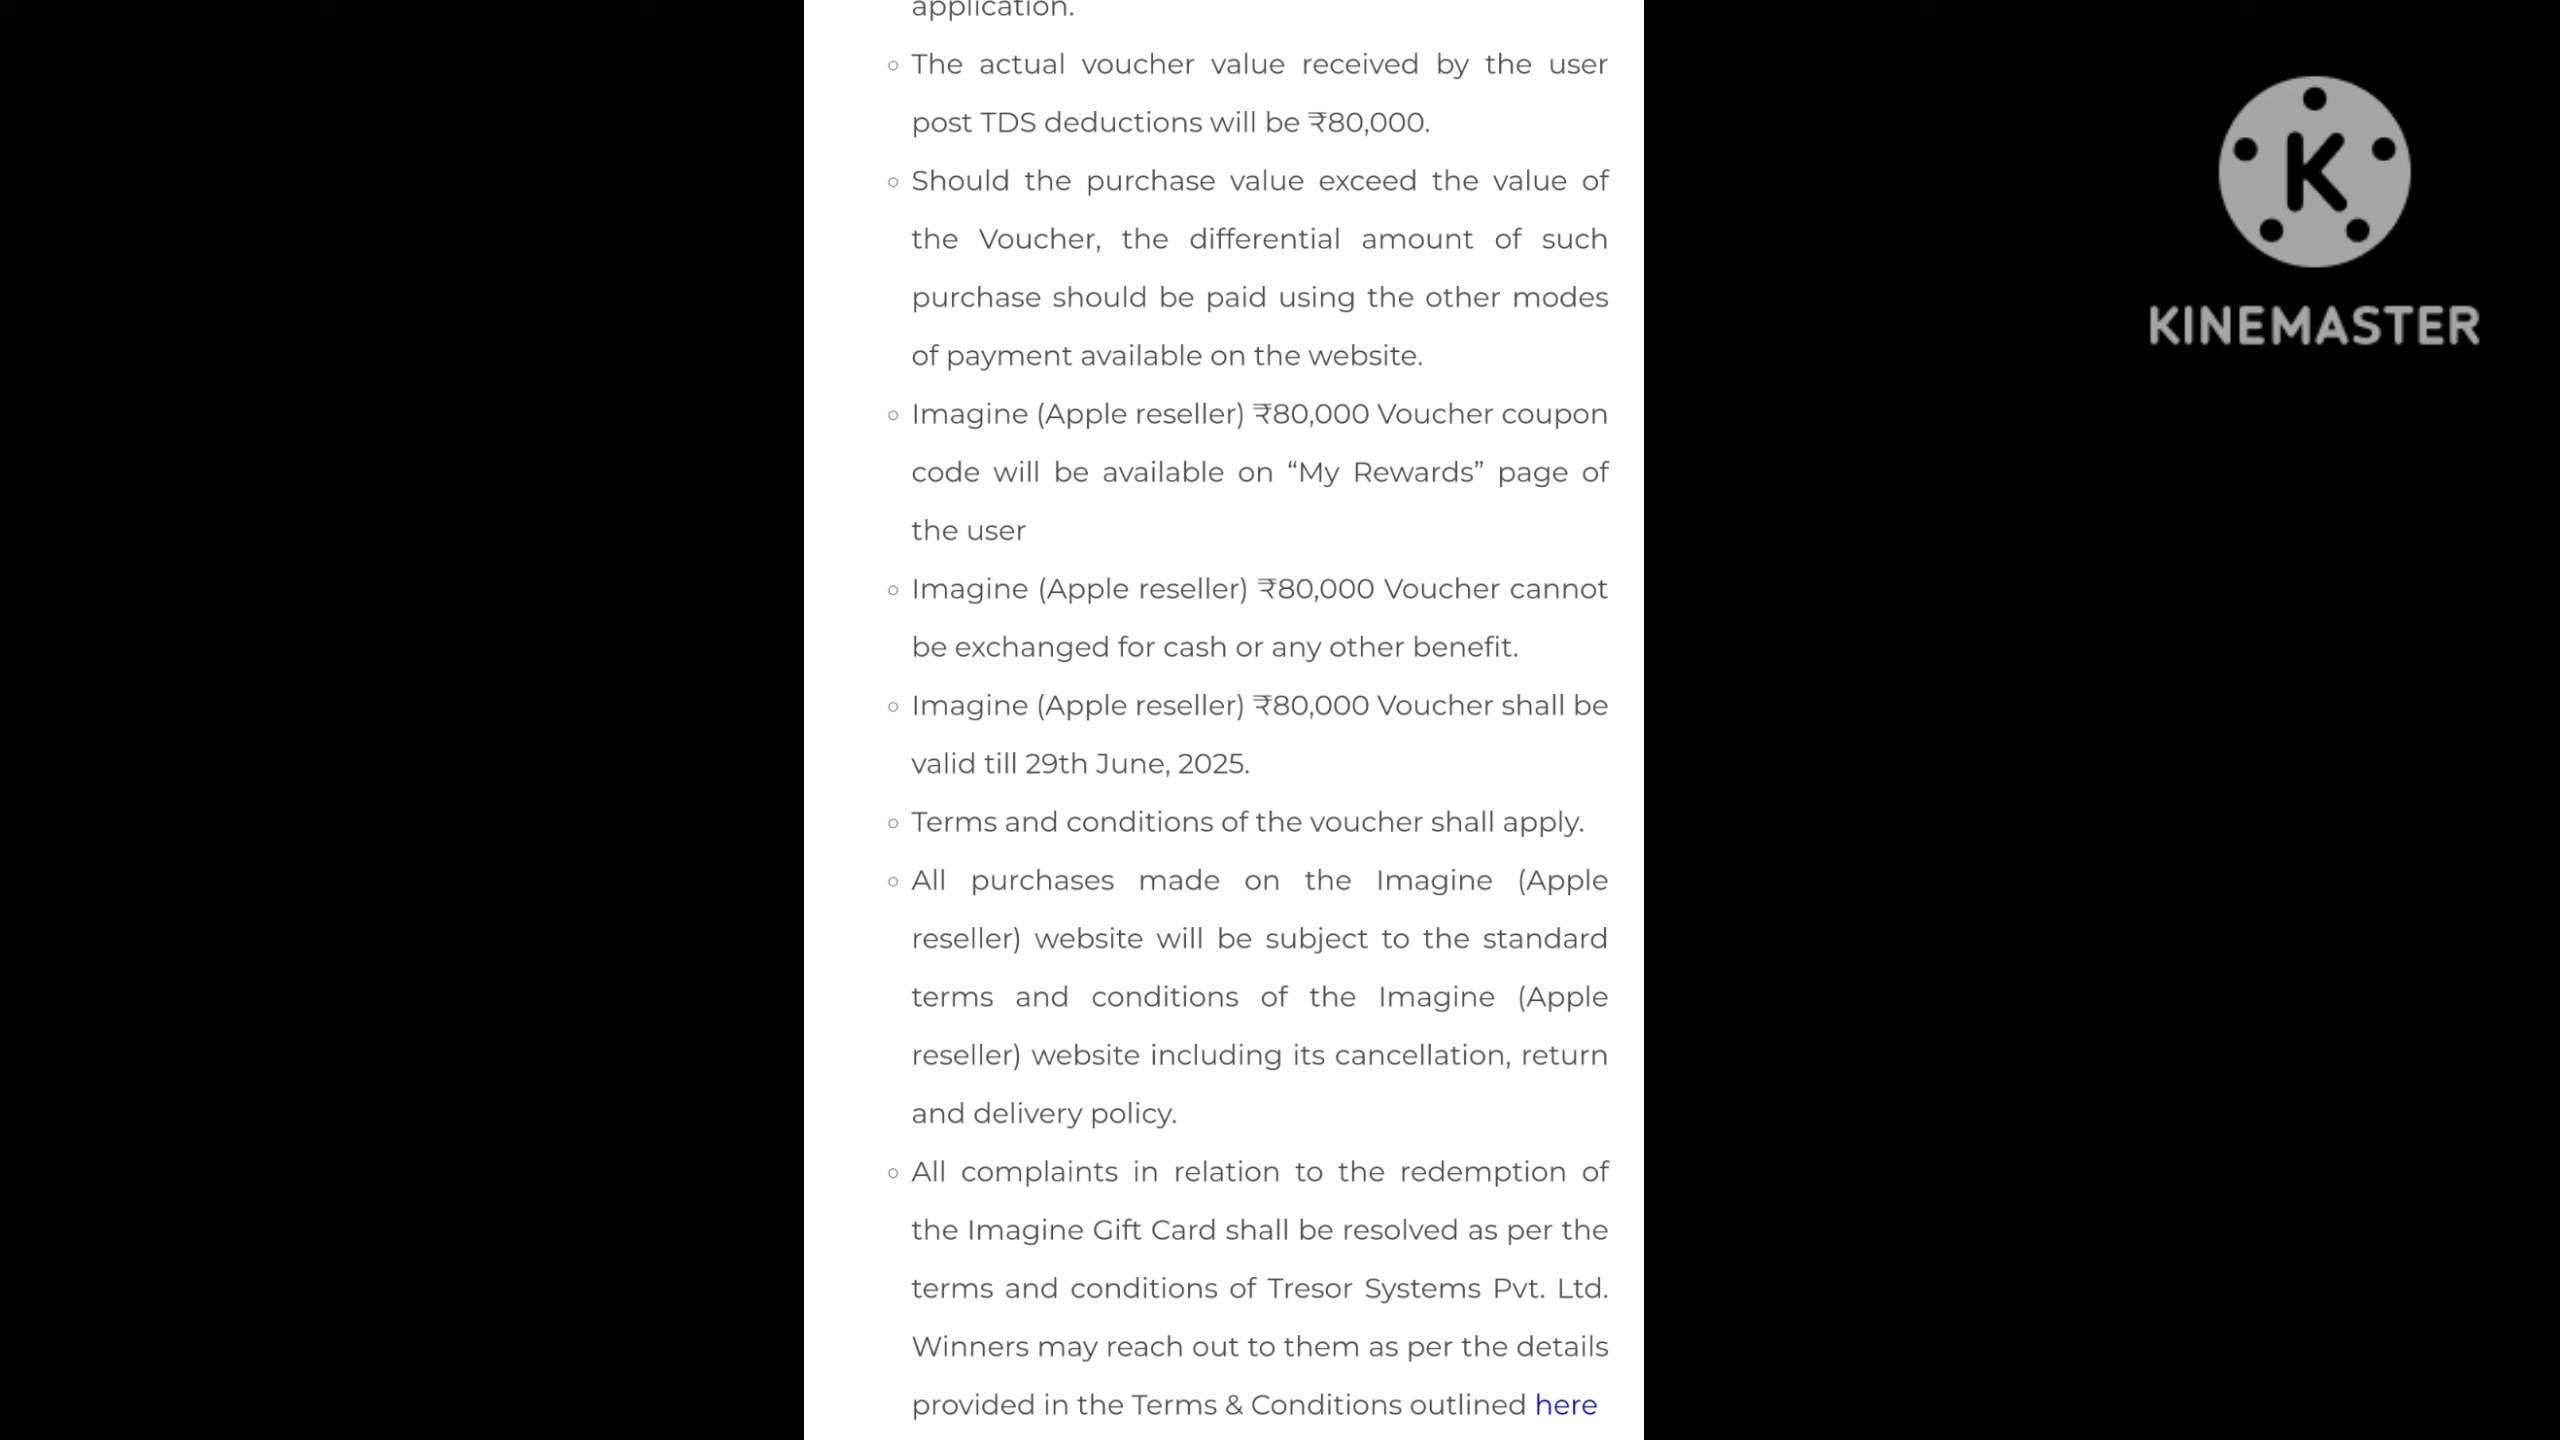 application.
The actual voucher value received by the user
post TDS deductions will be ₹80,000.
Should the purchase value exceed the value of
the Voucher, the differential amount of such
purchase should be paid using the other modes
of payment available on the website.
Imagine (Apple reseller) ₹80,000 Voucher coupon
code will be available on “My Rewards” page of
the user
Imagine (Apple reseller) ₹80,000 Voucher cannot
be exchanged for cash or any other benefit.
Imagine (Apple reseller) ₹80,000 Voucher shall be
valid till 29th June, 2025.
Terms and conditions of the voucher shall apply.
All purchases made on the Imagine (Apple
reseller) website will be subject to the standard
terms and conditions of the Imagine (Apple
reseller) website including its cancellation, return
and delivery policy.
All complaints in relation to the redemption of
the Imagine Gift Card shall be resolved as per the
terms and conditions of Tresor Systems Pvt. Ltd.
Winners may reach out to them as per the details
provided in the Terms & Conditions outlined here
K
KINEMASTER